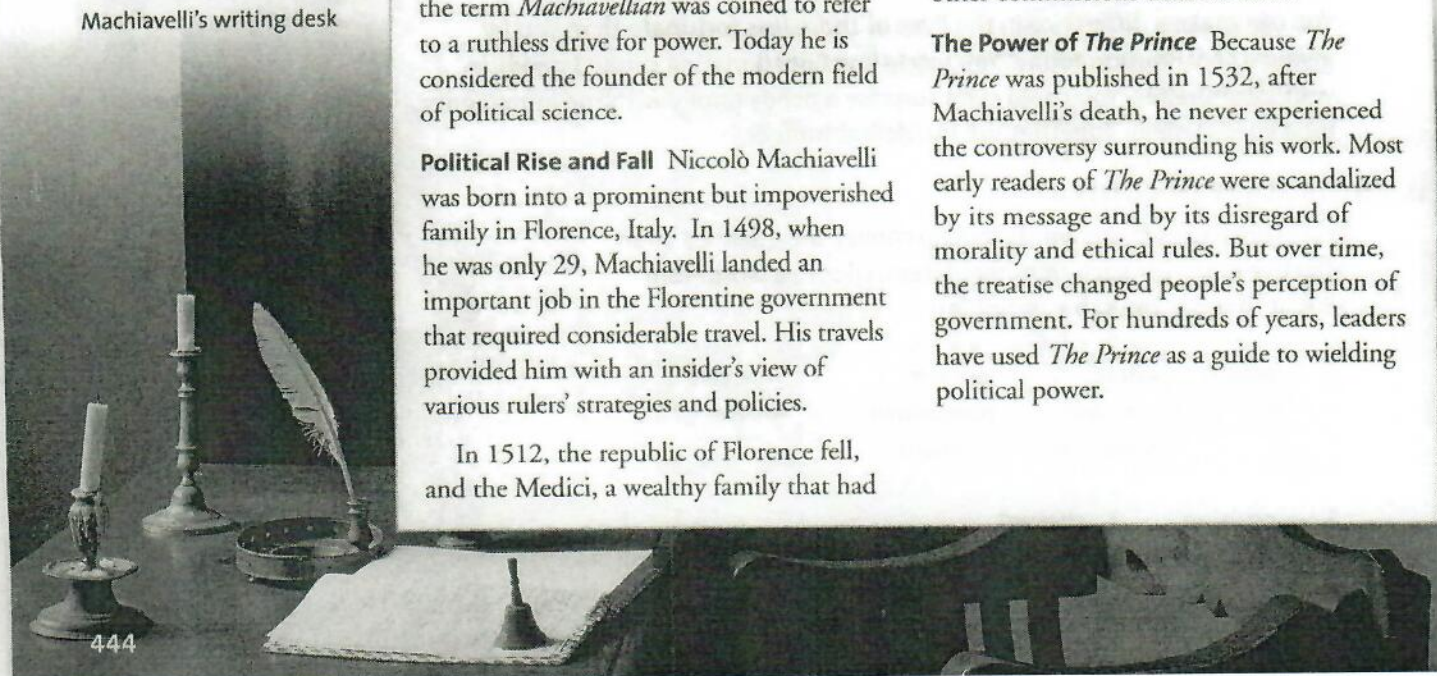 Machiavelli's writing desk
the term Machiavellian was coined to refer
to a ruthless drive for power. Today he is
considered the founder of the modern field
of political science.
Political Rise and Fall Niccolò Machiavelli
was born into a prominent but impoverished
family in Florence, Italy. In 1498, when
he was only 29, Machiavelli landed an
important job in the Florentine government
that required considerable travel. His travels
provided him with an insider's view of
various rulers' strategies and policies.
In 1512, the republic of Florence fell,
and the Medici, a wealthy family that had
The Power of The Prince Because The
Prince was published in 1532, after
Machiavelli's death, he never experienced
the controversy surrounding his work. Most
early readers of The Prince were scandalized
by its message and by its disregard of
morality and ethical rules. But over time,
the treatise changed people's perception of
government. For hundreds of years, leaders
have used The Prince as a guide to wielding
political power.
444